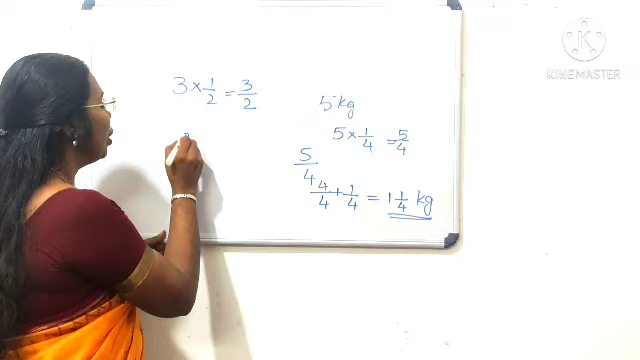 3 × 1/2 = 3/2
5 kg
5 × 1/4 = 5/4
5/4
4/4 + 1/4 = 1 1/4 kg
KINEMASTER